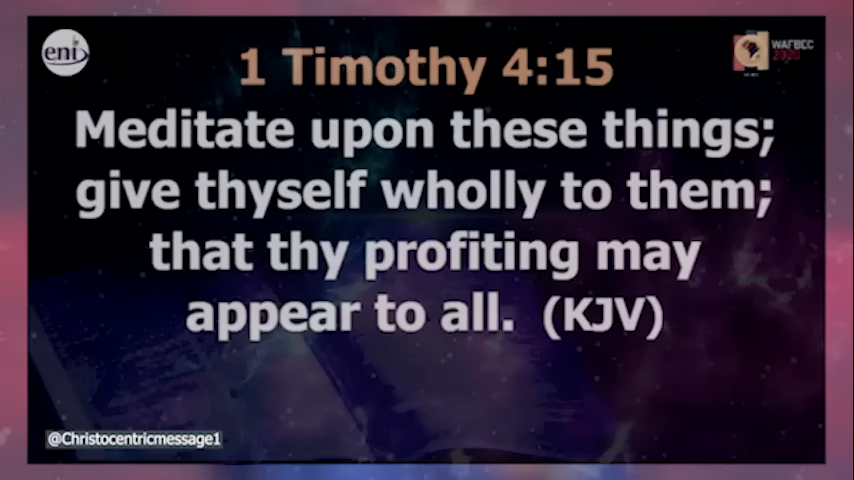 eni
WAFBEC
2020
1 Timothy 4:15
Meditate upon these things;
give thyself wholly to them;
that thy profiting may
appear to all. (KJV)
@Christocentricmessage1